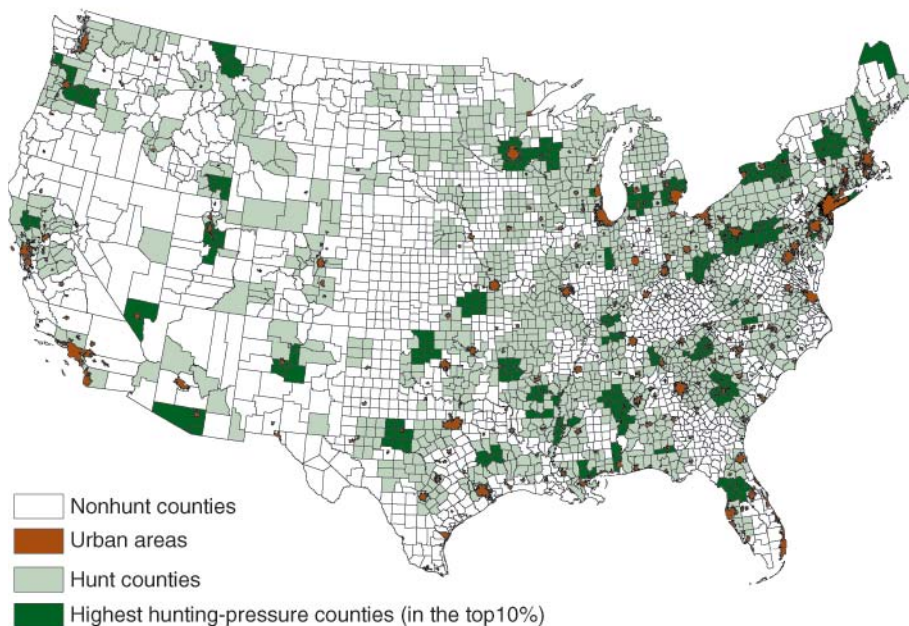 Nonhunt counties
Urban areas
Hunt counties
Highest hunting-pressure counties (in the top10%)